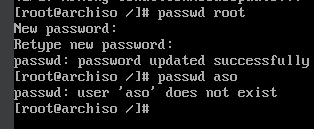 [root@archiso /]# passwd root
New password:
Retype new password:
passwd: password updated successfully
[root@archiso /]# passwd aso
passwd: user 'aso' does not exist
[root@archiso /]#